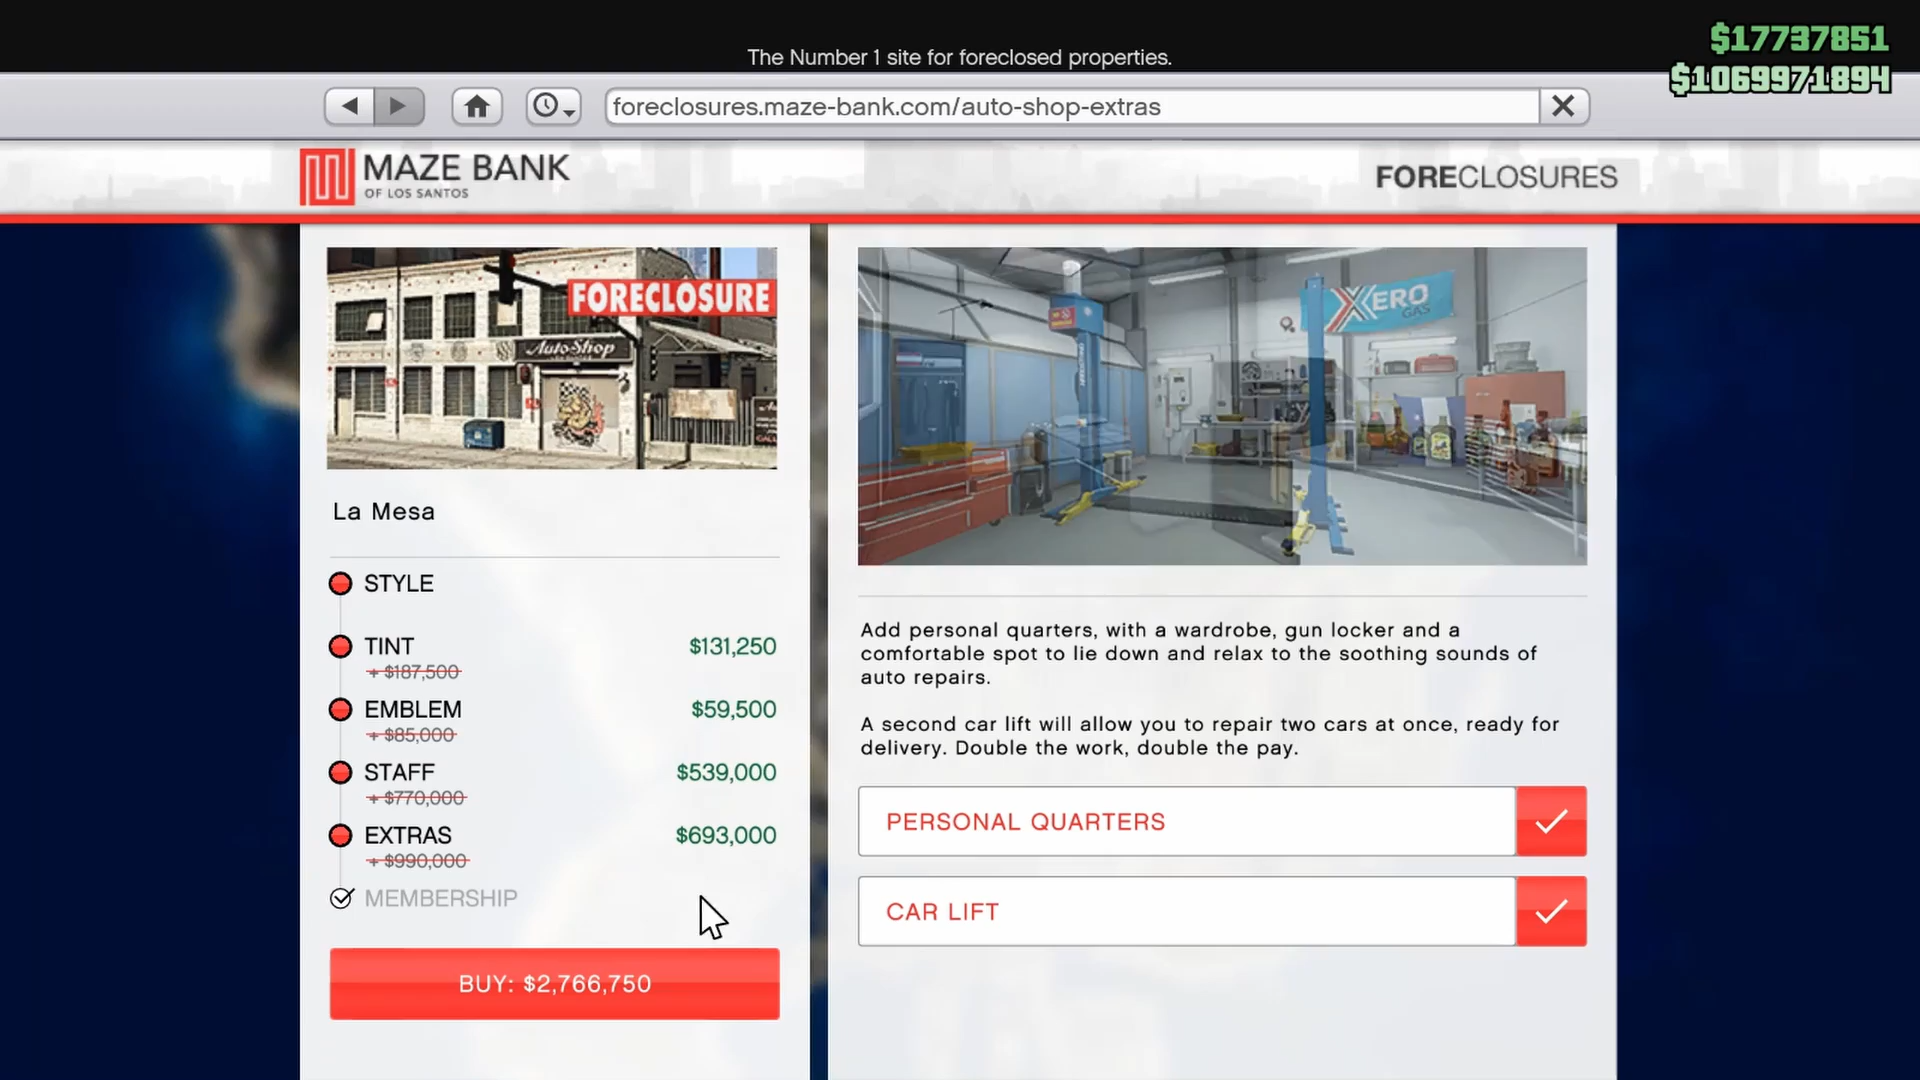 $17737851
$1069971894
The Number 1 site for foreclosed properties.
foreclosures.maze-bank.com/auto-shop-extras
MAZE BANK
OF LOS SANTOS
FORECLOSURES
FORECLOSURE
AutoShop
XERO
GAS
La Mesa
STYLE
TINT $131,250
+ $187,500
EMBLEM $59,500
+ $85,000
STAFF $539,000
+ $770,000
EXTRAS $693,000
+ $990,000
MEMBERSHIP
BUY: $2,766,750
Add personal quarters, with a wardrobe, gun locker and a
comfortable spot to lie down and relax to the soothing sounds of
auto repairs.
A second car lift will allow you to repair two cars at once, ready for
delivery. Double the work, double the pay.
PERSONAL QUARTERS
CAR LIFT